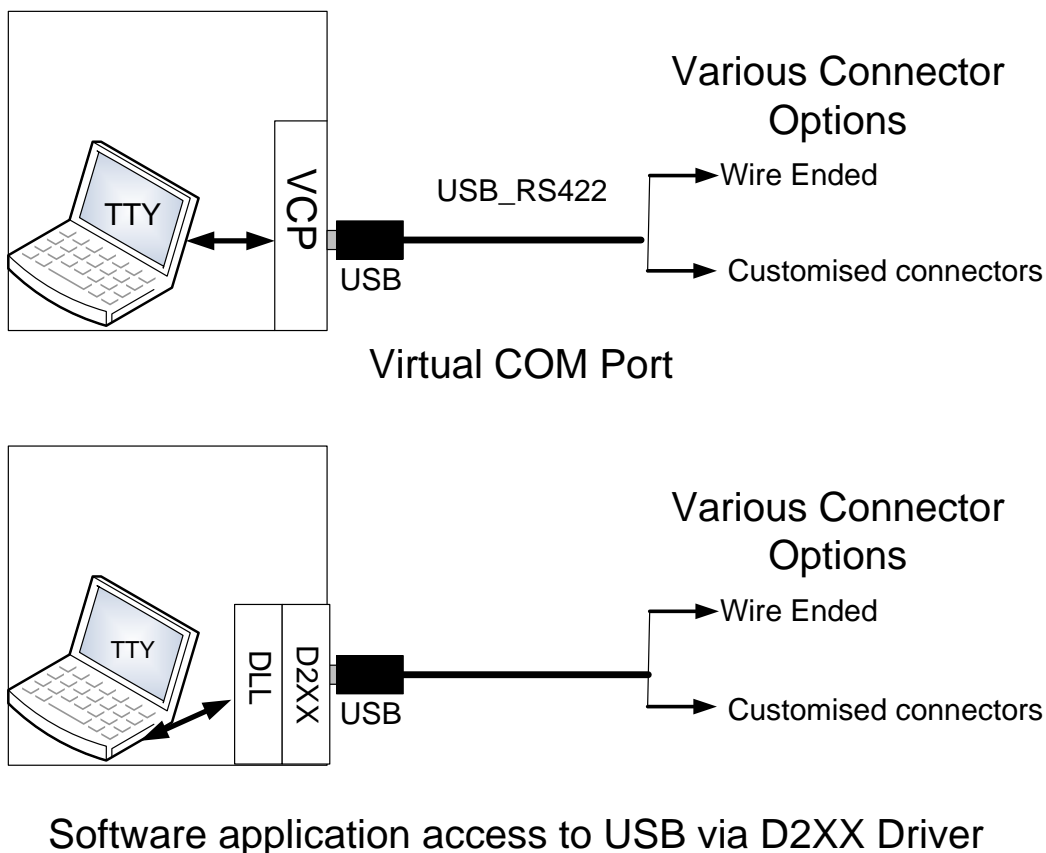 Various Connector
Options
TTY
VCP
USB_RS422
Wire Ended
USB
Customised connectors
Virtual COM Port
Various Connector
Options
TTY
DLL
D2XX
Wire Ended
USB
Customised connectors
Software application access to USB via D2XX Driver